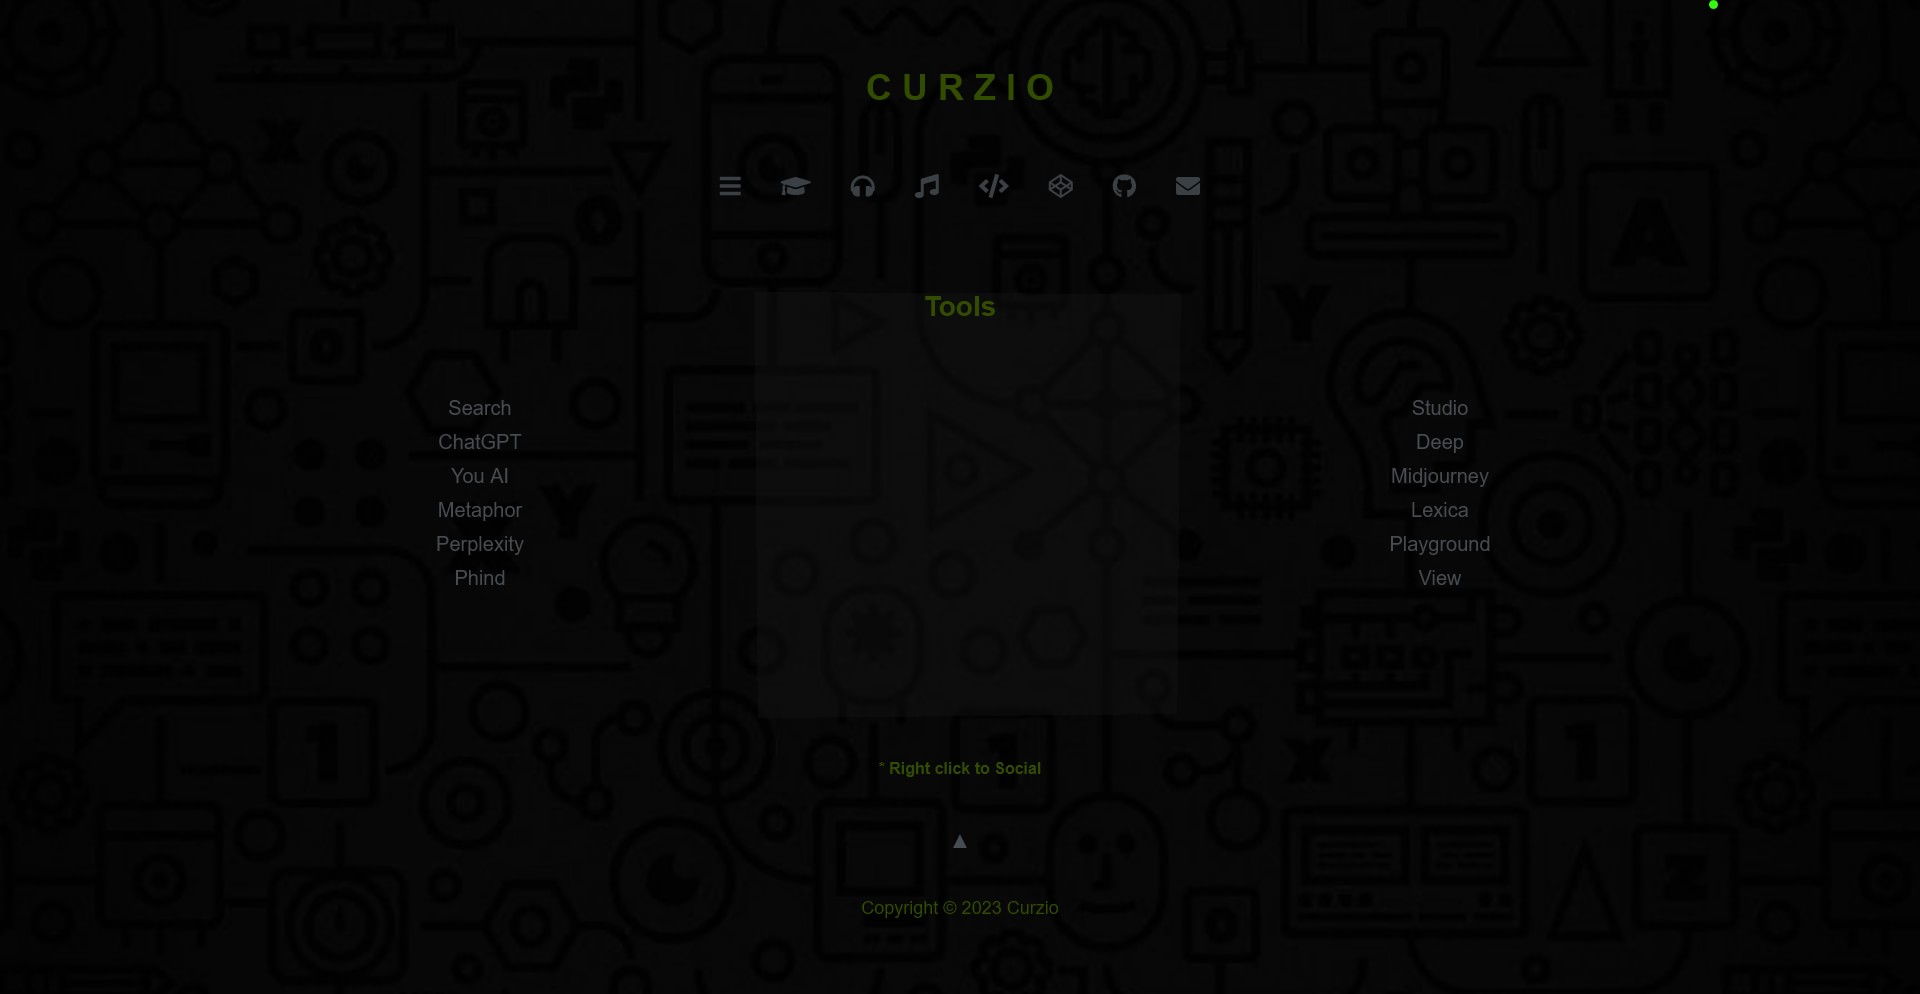 CURZIO
Tools
Search
ChatGPT
You AI
Metaphor
Perplexity
Phind
Studio
Deep
Midjourney
Lexica
Playground
View
* Right click to Social
Copyright © 2023 Curzio